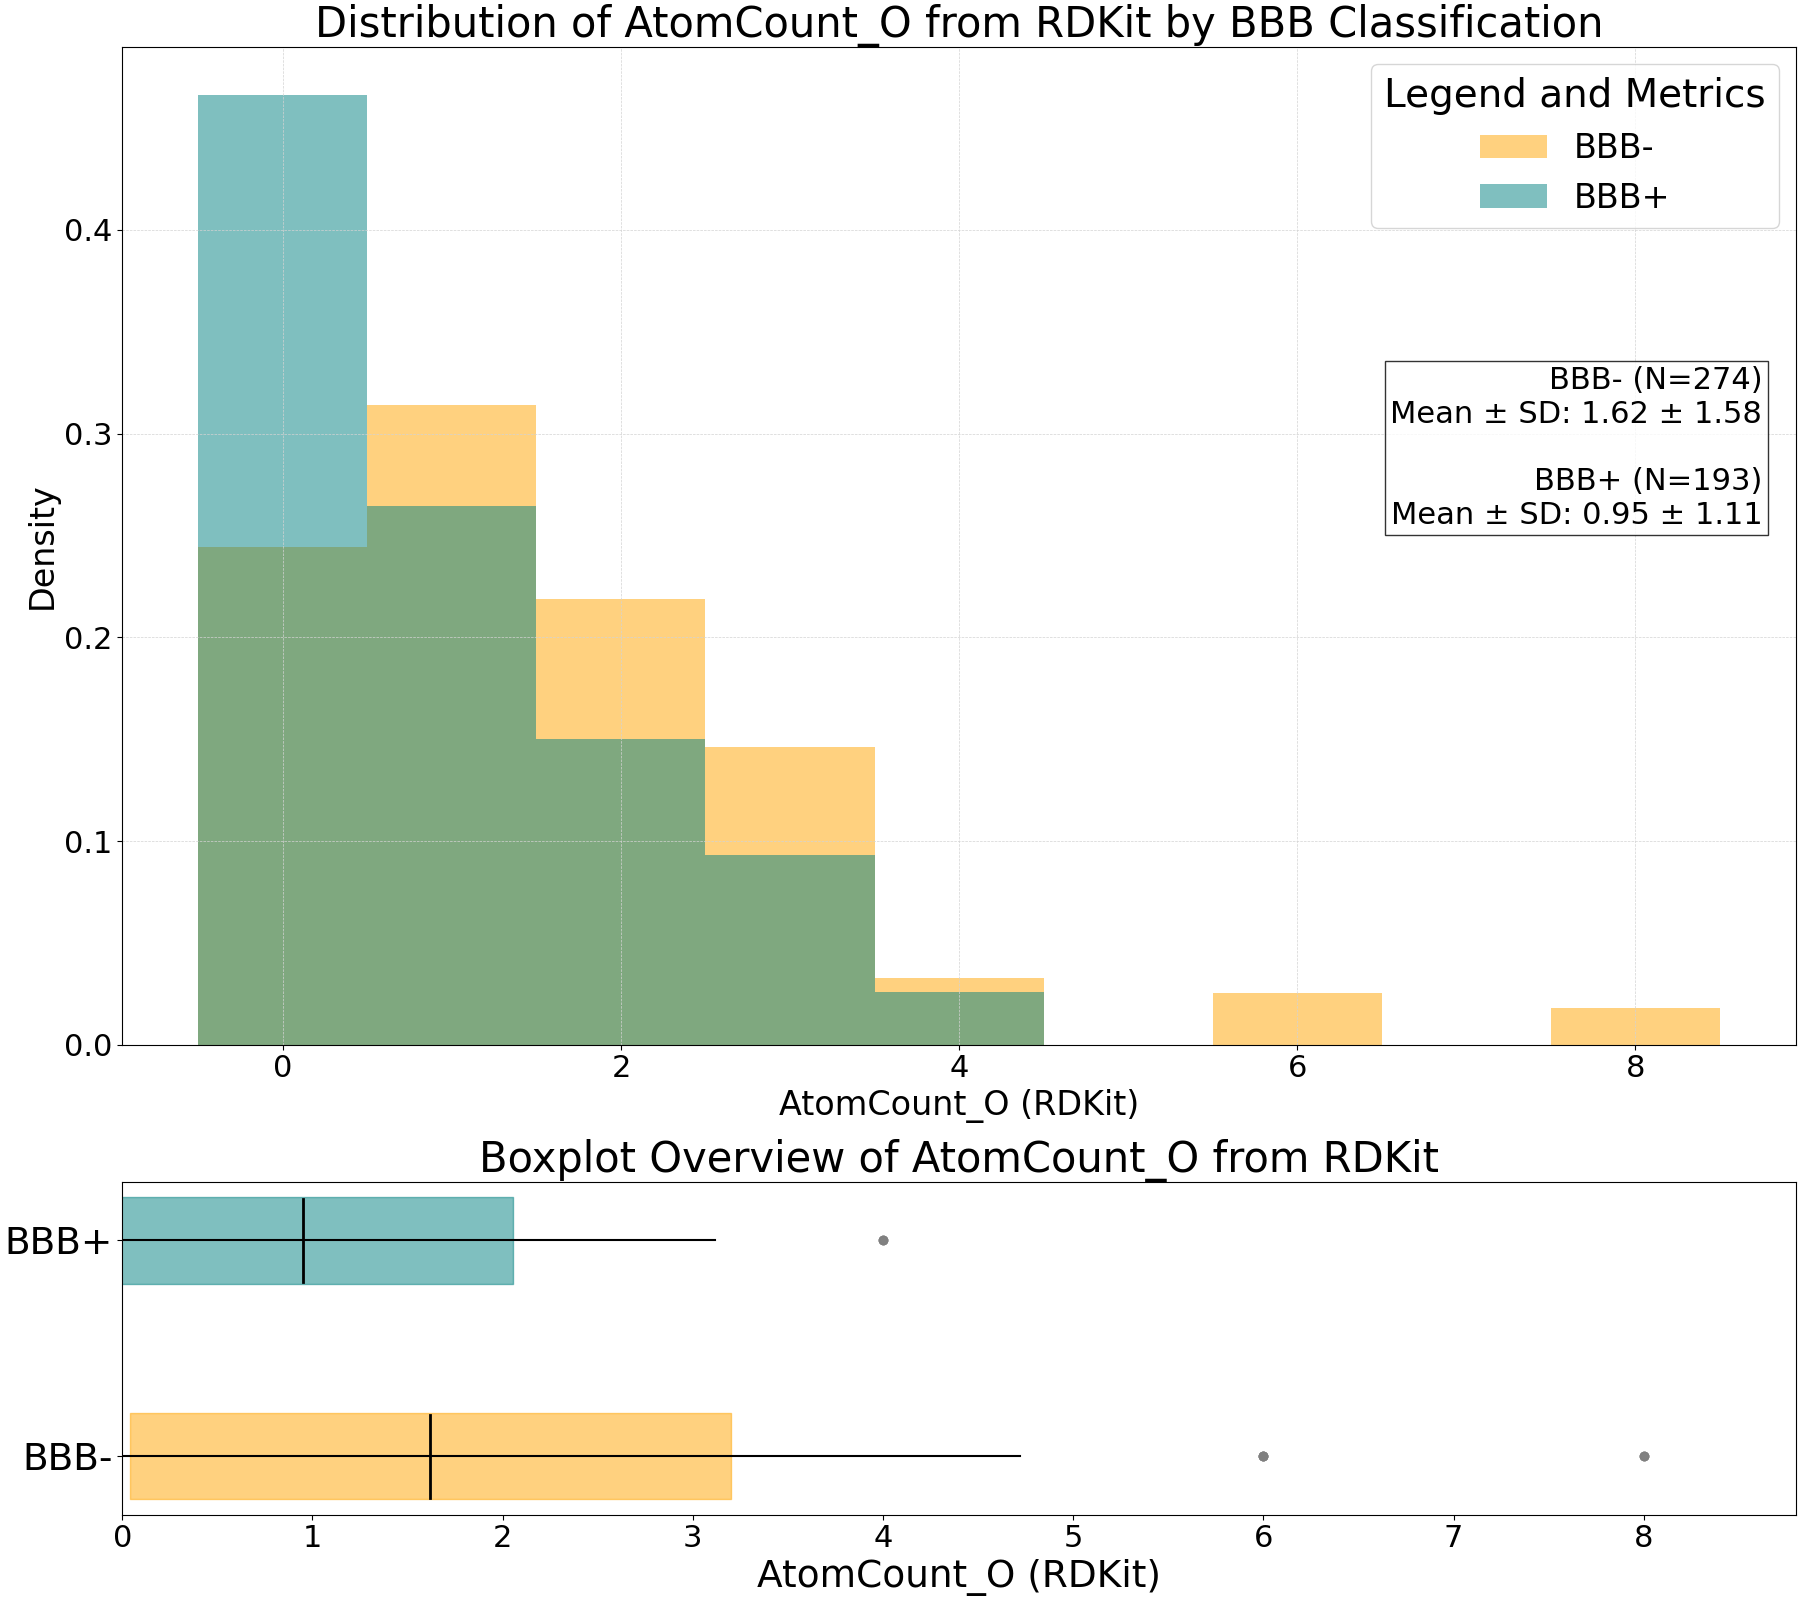 Distribution of AtomCount_O from RDKit by BBB Classification
Legend and Metrics
BBB-
BBB+
BBB- (N=274)
Mean ± SD: 1.62 ± 1.58
BBB+ (N=193)
Mean ± SD: 0.95 ± 1.11
Density
0.4
0.3
0.2
0.1
0.0
0 2 4 6 8
AtomCount_O (RDKit)
Boxplot Overview of AtomCount_O from RDKit
BBB+
BBB-
0 1 2 3 4 5 6 7 8
AtomCount_O (RDKit)